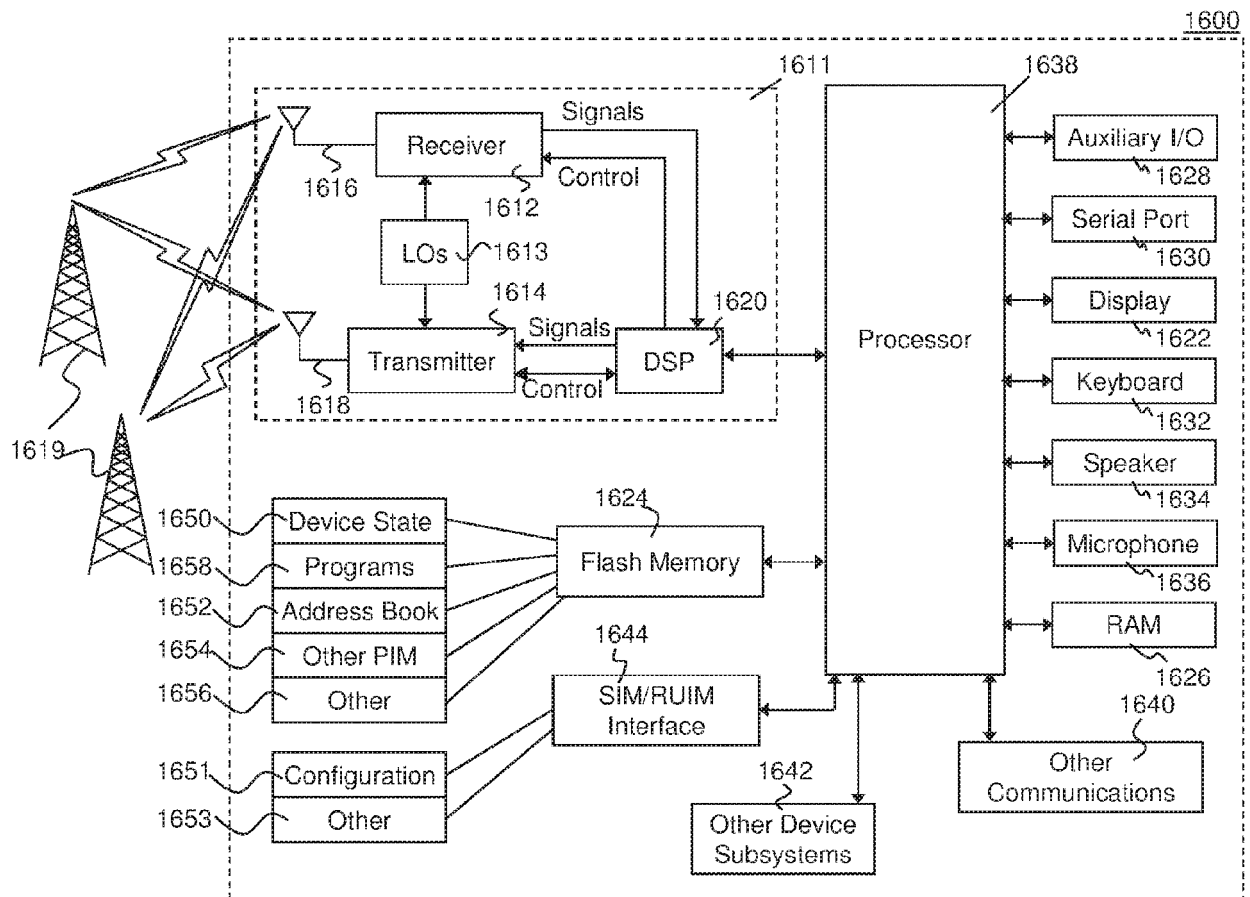 1600
1611
1638
Signals
Receiver
Control
1616
1612
LOs
1613
1614
1620
Signals
Transmitter
DSP
Control
1618
1619
Processor
Auxiliary I/O
1628
Serial Port
1630
Display
1622
Keyboard
1632
Speaker
1634
Microphone
1636
RAM
1626
1624
Flash Memory
1650
Device State
1658
Programs
1652
Address Book
1654
Other PIM
1656
Other
1644
SIM/RUIM
Interface
1651
Configuration
1653
Other
1642
Other Device
Subsystems
1640
Other
Communications